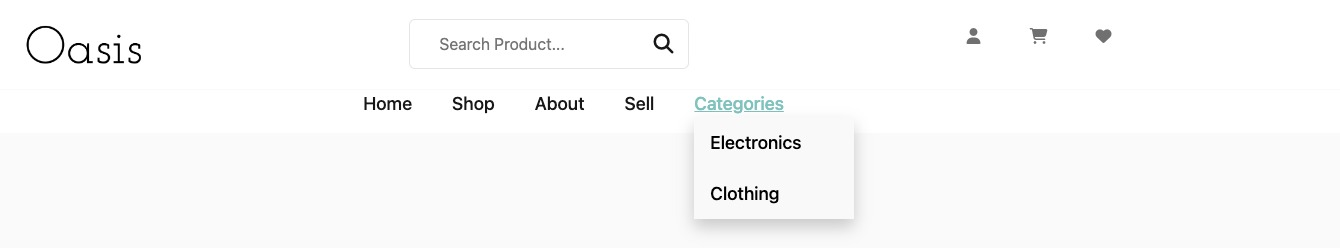 Oasis
Search Product...
Home Shop About Sell Categories
Electronics
Clothing